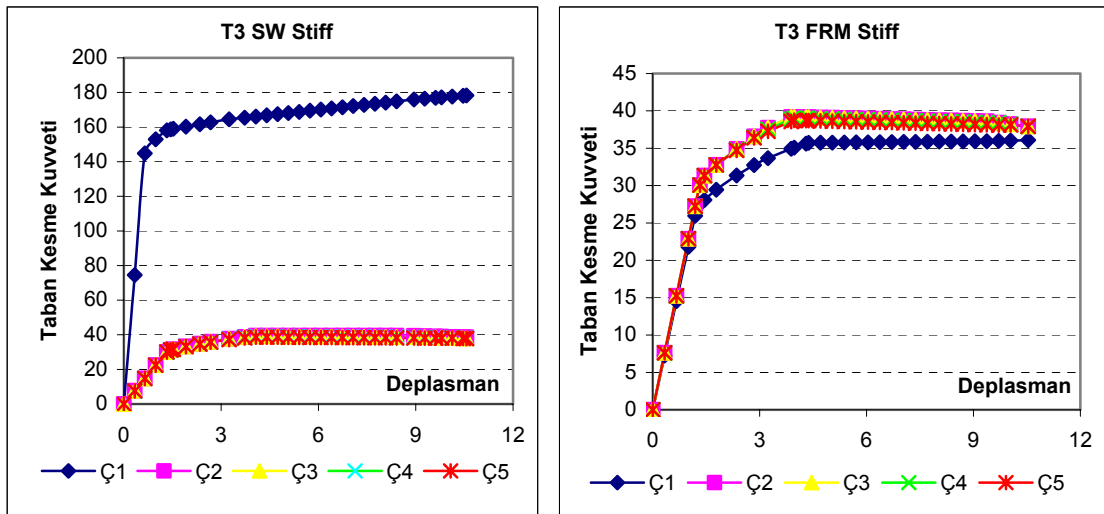 T3 SW Stiff
Taban Kesme Kuvveti
200
180
160
140
120
100
80
60
40
20
0
Deplasman
0 3 6 9 12
Ç1 Ç2 Ç3 Ç4 Ç5
T3 FRM Stiff
Taban Kesme Kuvveti
45
40
35
30
25
20
15
10
5
0
Deplasman
0 3 6 9 12
Ç1 Ç2 Ç3 Ç4 Ç5